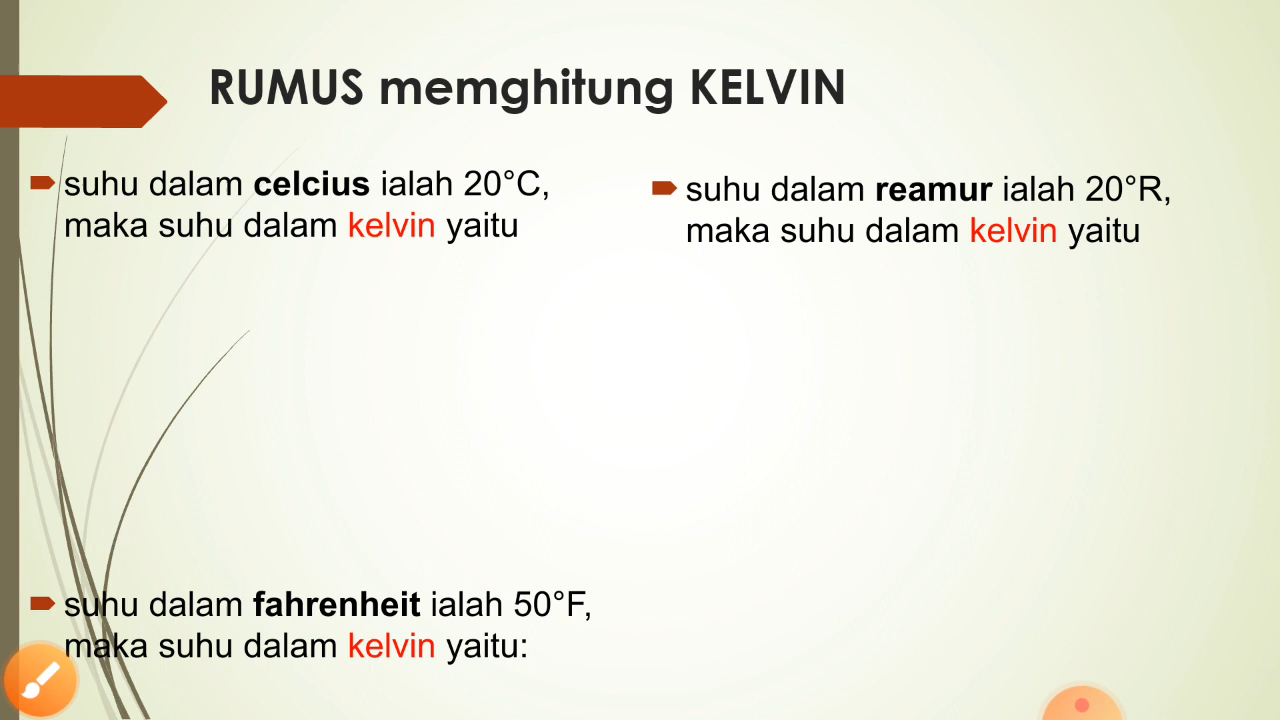 RUMUS memghitung KELVIN
suhu dalam celcius ialah 20°C,
maka suhu dalam kelvin yaitu
suhu dalam reamur ialah 20°R,
maka suhu dalam kelvin yaitu
suhu dalam fahrenheit ialah 50°F,
maka suhu dalam kelvin yaitu: